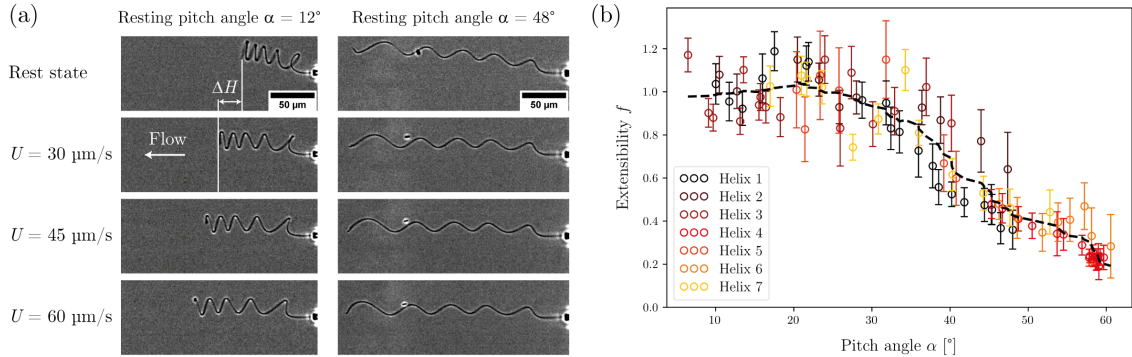 (a)
Resting pitch angle α = 12°
Resting pitch angle α = 48°
Rest state
ΔH
50 µm
50 µm
Flow
U = 30 µm/s
U = 45 µm/s
U = 60 µm/s
(b)
Extensibility f
1.2
1.0
0.8
0.6
0.4
0.2
0.0
Helix 1
Helix 2
Helix 3
Helix 4
Helix 5
Helix 6
Helix 7
10 20 30 40 50 60
Pitch angle α [°]